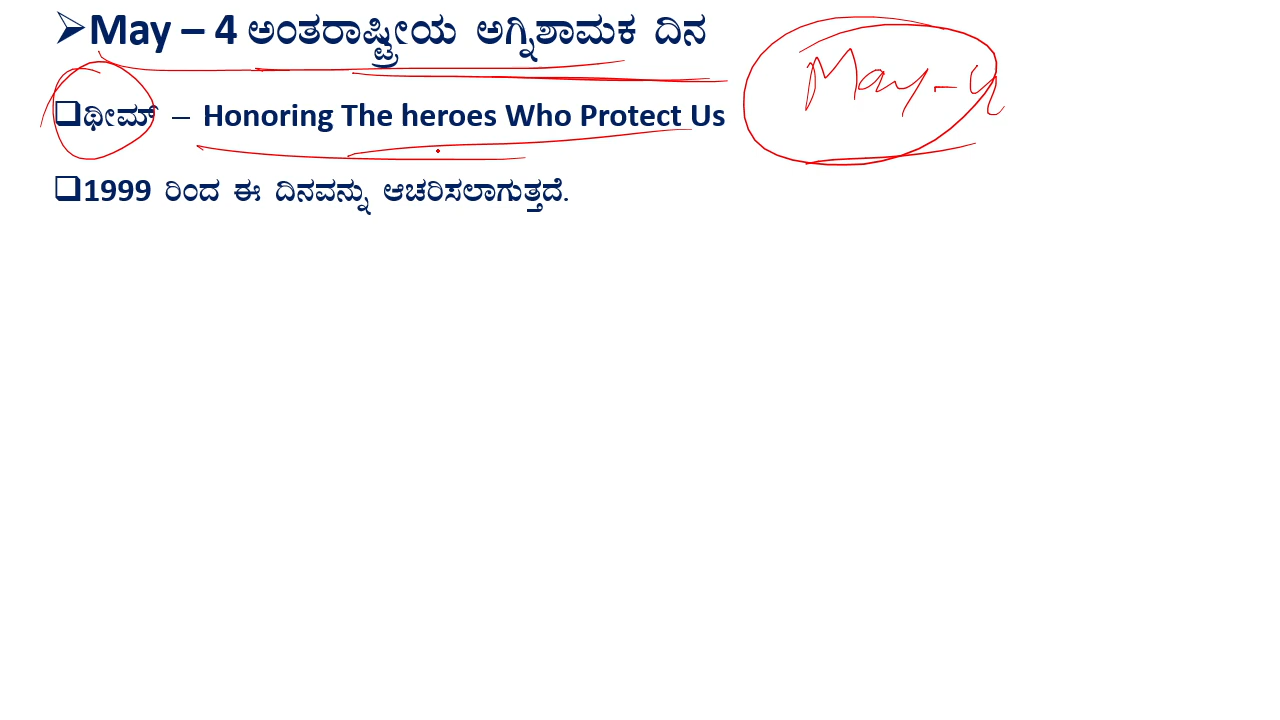 ➢May – 4 ಅಂತರಾಷ್ಟ್ರೀಯ ಅಗ್ನಿಶಾಮಕ ದಿನ
May - 4
❑ಥೀಮ್ – Honoring The heroes Who Protect Us
❑1999 ರಿಂದ ಈ ದಿನವನ್ನು ಆಚರಿಸಲಾಗುತ್ತದೆ.